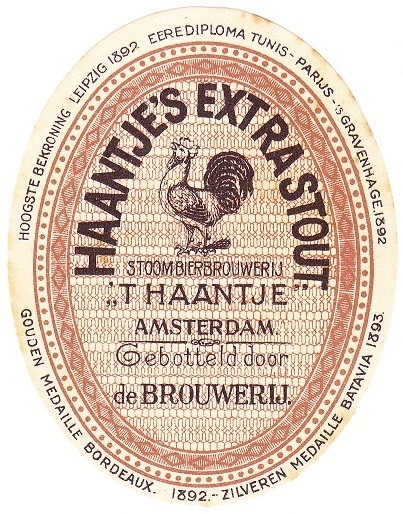 HOOGSTE BEKRONING LEIPZIG 1892 EEREDIPLOMA TUNIS - PARIJS - 'S GRAVENHAGE. 1892
HAANTJE'S EXTRA STOUT
STOOMBIERBROUWERIJ
„'T HAANTJE”
AMSTERDAM
Gebotteld door
de BROUWERIJ.
GOUDEN MEDAILLE BORDEAUX. 1892. - ZILVEREN MEDAILLE BATAVIA 1893.